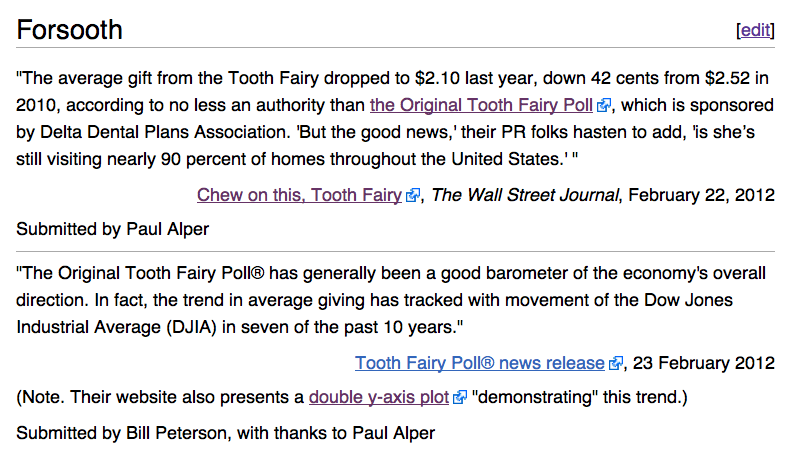 Forsooth
[edit]
"The average gift from the Tooth Fairy dropped to $2.10 last year, down 42 cents from $2.52 in
2010, according to no less an authority than the Original Tooth Fairy Poll, which is sponsored
by Delta Dental Plans Association. 'But the good news,' their PR folks hasten to add, 'is she’s
still visiting nearly 90 percent of homes throughout the United States.' "
Chew on this, Tooth Fairy, The Wall Street Journal, February 22, 2012
Submitted by Paul Alper
"The Original Tooth Fairy Poll® has generally been a good barometer of the economy's overall
direction. In fact, the trend in average giving has tracked with movement of the Dow Jones
Industrial Average (DJIA) in seven of the past 10 years."
Tooth Fairy Poll® news release, 23 February 2012
(Note. Their website also presents a double y-axis plot "demonstrating" this trend.)
Submitted by Bill Peterson, with thanks to Paul Alper